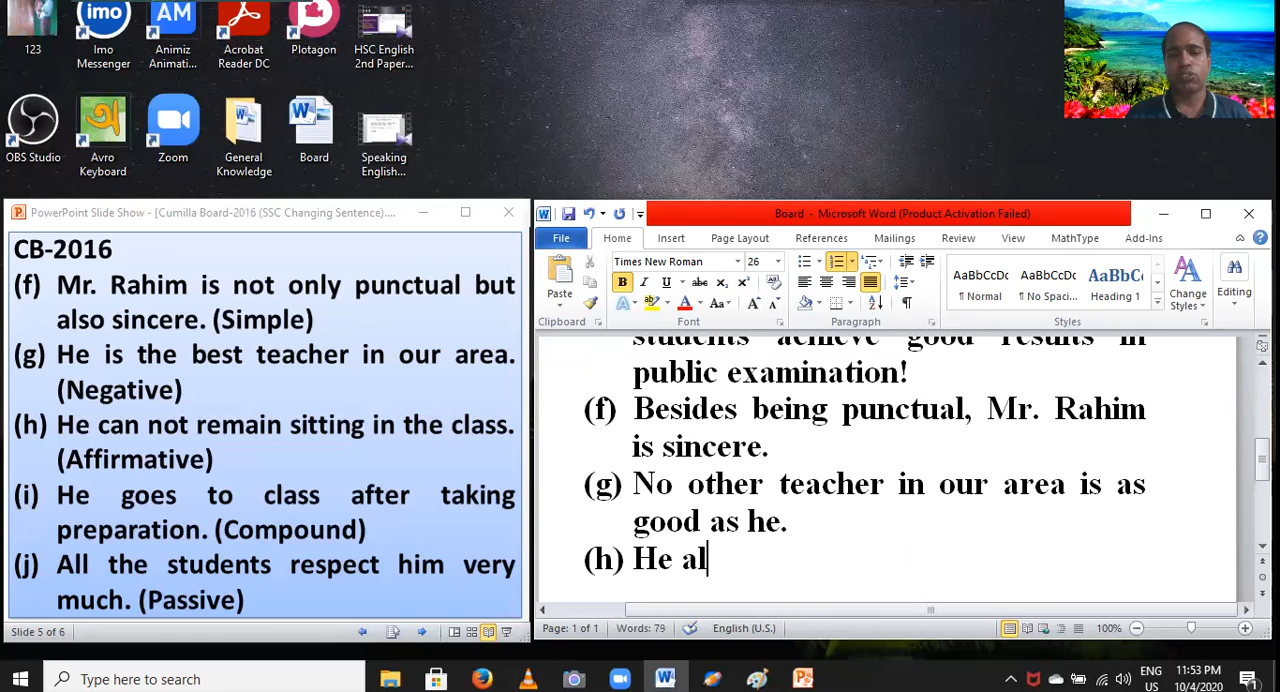 123
Imo
Messenger
Animiz
Animati...
Acrobat
Reader DC
Plotagon
HSC English
2nd Paper...
OBS Studio
Avro
Keyboard
Zoom
General
Knowledge
Board
Speaking
English...
PowerPoint Slide Show - [Cumilla Board-2016 (SSC Changing Sentence)....
CB-2016
(f) Mr. Rahim is not only punctual but
also sincere. (Simple)
(g) He is the best teacher in our area.
(Negative)
(h) He can not remain sitting in the class.
(Affirmative)
(i) He goes to class after taking
preparation. (Compound)
(j) All the students respect him very
much. (Passive)
Slide 5 of 6
Board - Microsoft Word (Product Activation Failed)
File Home Insert Page Layout References Mailings Review View MathType Add-Ins
Times New Roman 26
Paste
Clipboard Font Paragraph Styles
AaBbCcDc AaBbCcDc AaBbCc
¶ Normal ¶ No Spaci... Heading 1
Change
Styles
Editing
students achieve good results in
public examination!
(f) Besides being punctual, Mr. Rahim
is sincere.
(g) No other teacher in our area is as
good as he.
(h) He al
Page: 1 of 1 Words: 79 English (U.S.) 100%
Type here to search
ENG
US
11:53 PM
10/4/2020